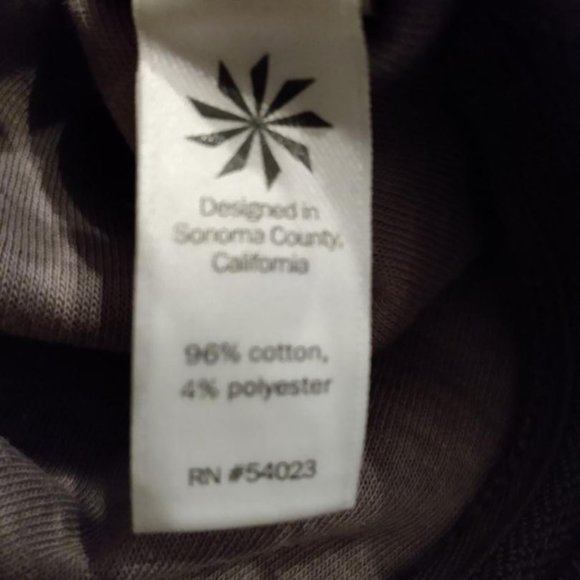 Designed in
Sonoma County,
California
96% cotton,
4% polyester
RN #54023